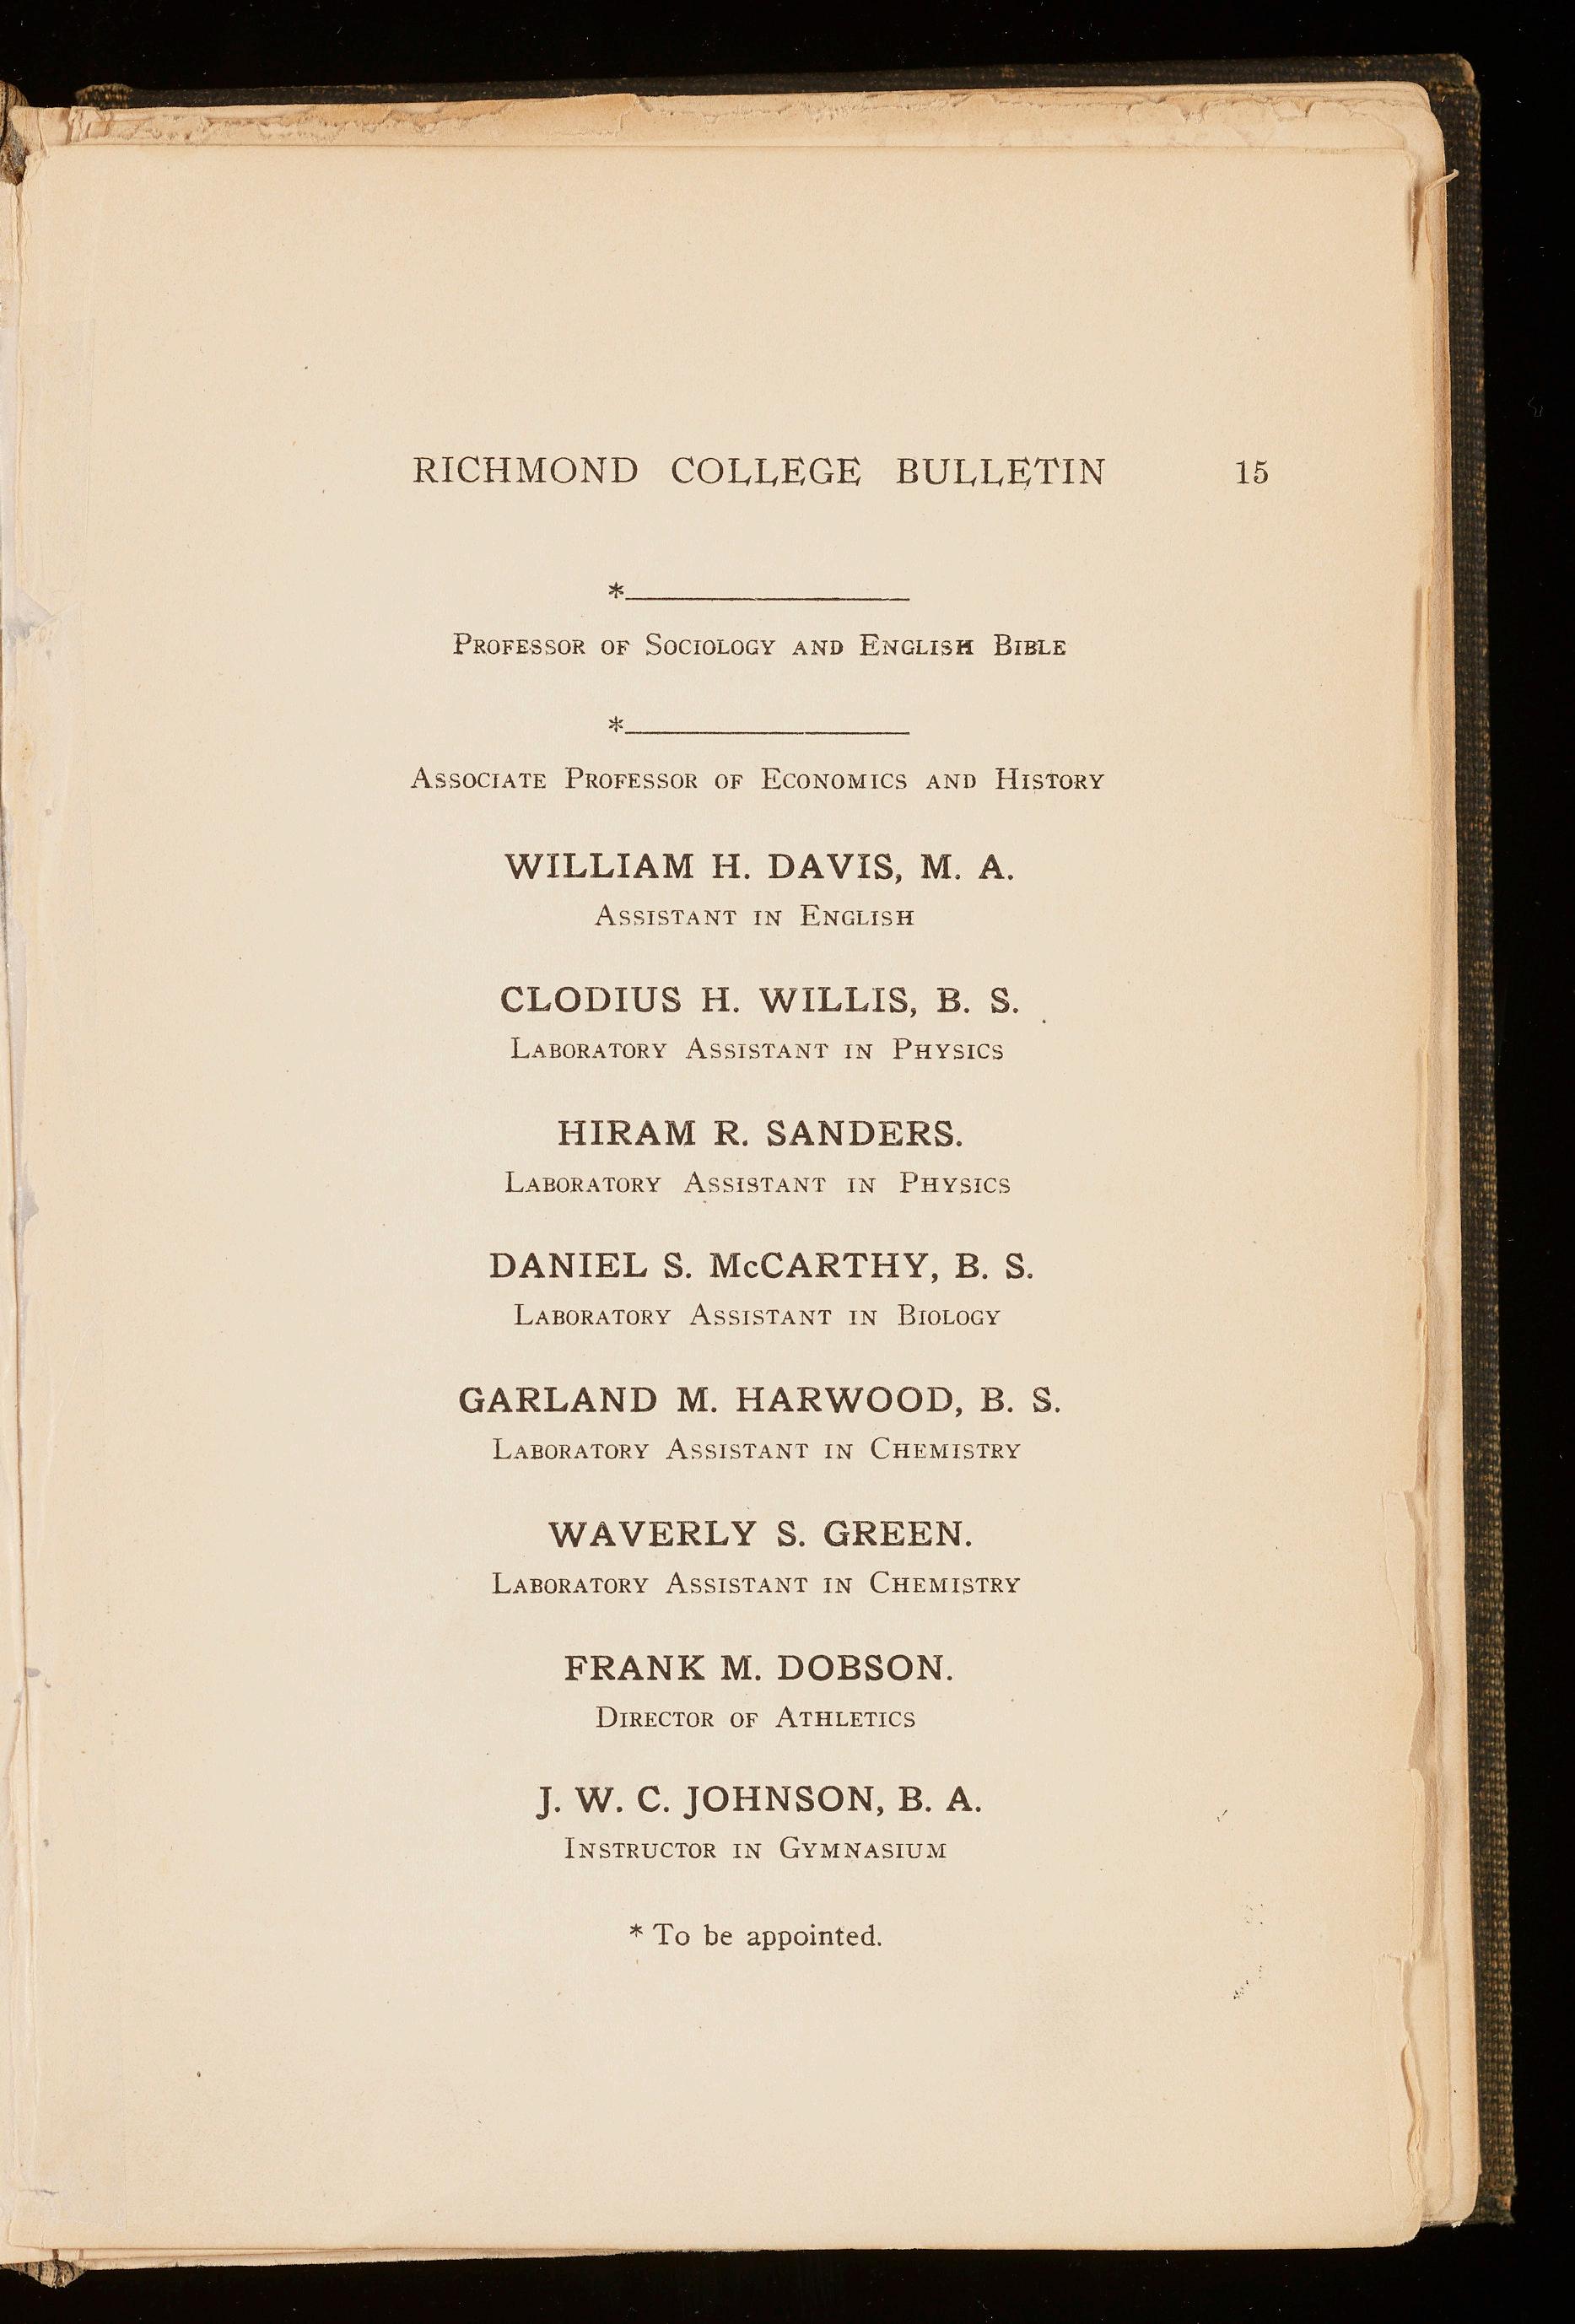 RICHMOND COLLEGE BULLETIN 15
*____________
PROFESSOR OF SOCIOLOGY AND ENGLISH BIBLE
*____________
ASSOCIATE PROFESSOR OF ECONOMICS AND HISTORY
WILLIAM H. DAVIS, M. A.
ASSISTANT IN ENGLISH
CLODIUS H. WILLIS, B. S.
LABORATORY ASSISTANT IN PHYSICS
HIRAM R. SANDERS.
LABORATORY ASSISTANT IN PHYSICS
DANIEL S. McCARTHY, B. S.
LABORATORY ASSISTANT IN BIOLOGY
GARLAND M. HARWOOD, B. S.
LABORATORY ASSISTANT IN CHEMISTRY
WAVERLY S. GREEN.
LABORATORY ASSISTANT IN CHEMISTRY
FRANK M. DOBSON.
DIRECTOR OF ATHLETICS
J. W. C. JOHNSON, B. A.
INSTRUCTOR IN GYMNASIUM
* To be appointed.